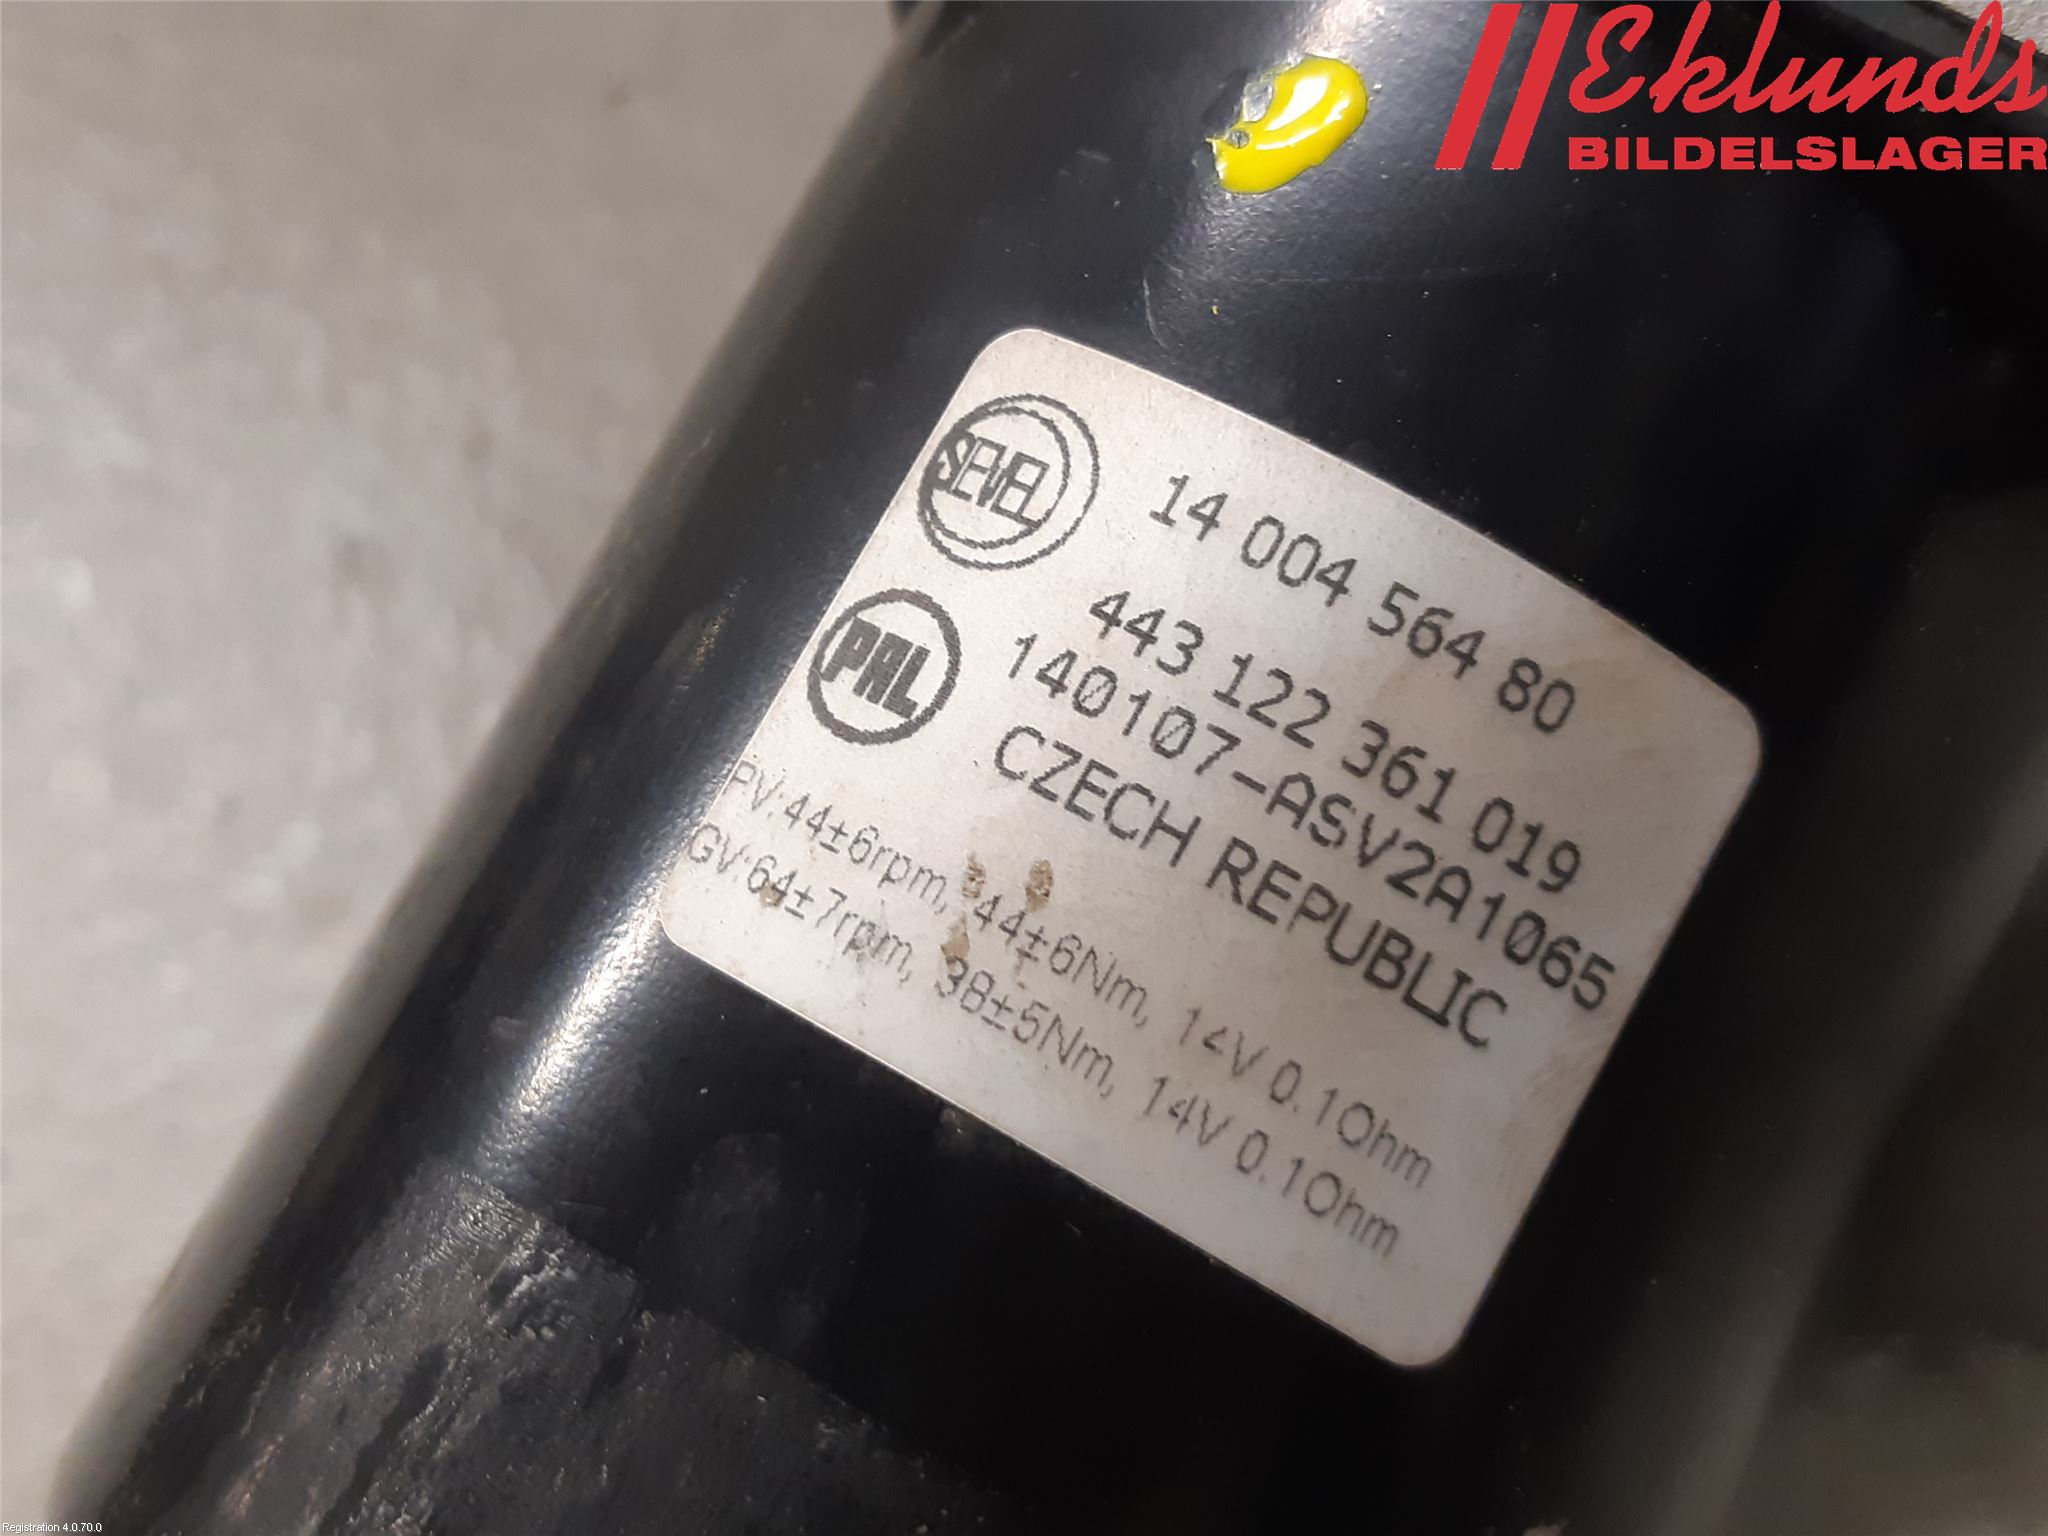 Eklunds
BILDELSLAGER
SEVEL
14 004 564 80
PAL
443 122 361 019
140107-ASV2A1065
CZECH REPUBLIC
PV:44±6rpm, 44±6Nm, 14V 0.1Ohm
GV:64±7rpm, 38±5Nm, 14V 0.1Ohm
Registration 4.0.70.0